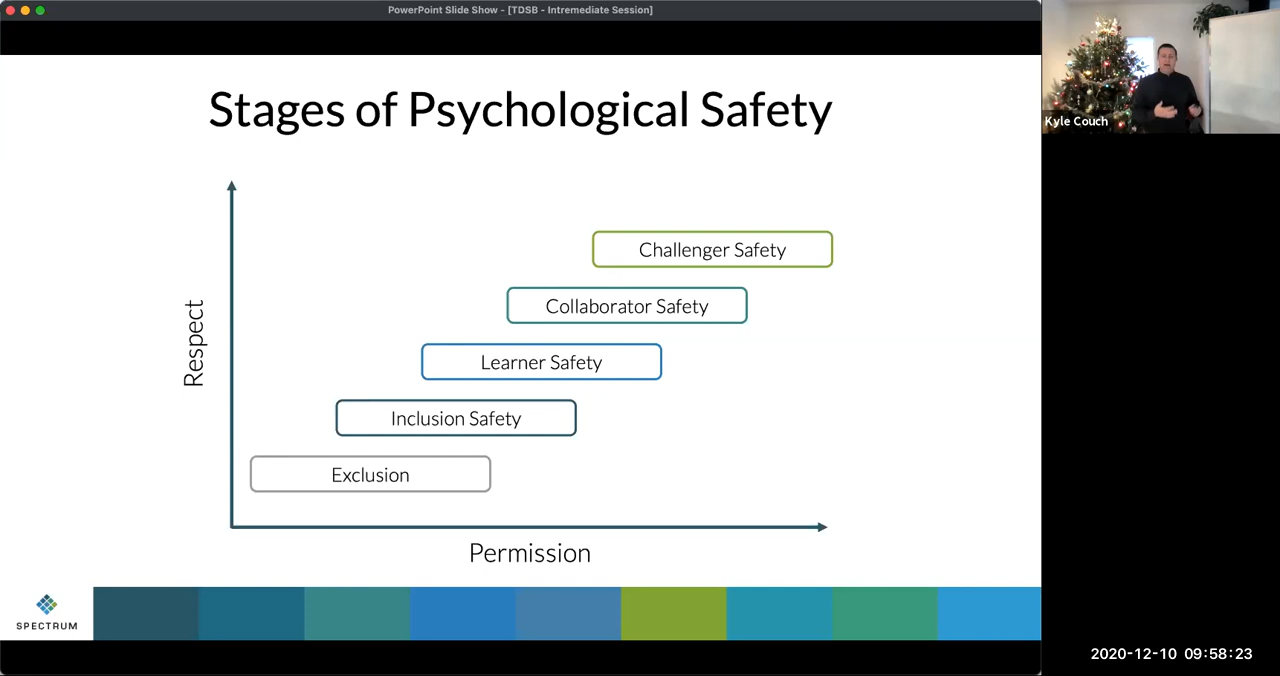 PowerPoint Slide Show - [TDSB - Intremediate Session]
Kyle Couch
Stages of Psychological Safety
Respect
Challenger Safety
Collaborator Safety
Learner Safety
Inclusion Safety
Exclusion
Permission
SPECTRUM
2020-12-10 09:58:23